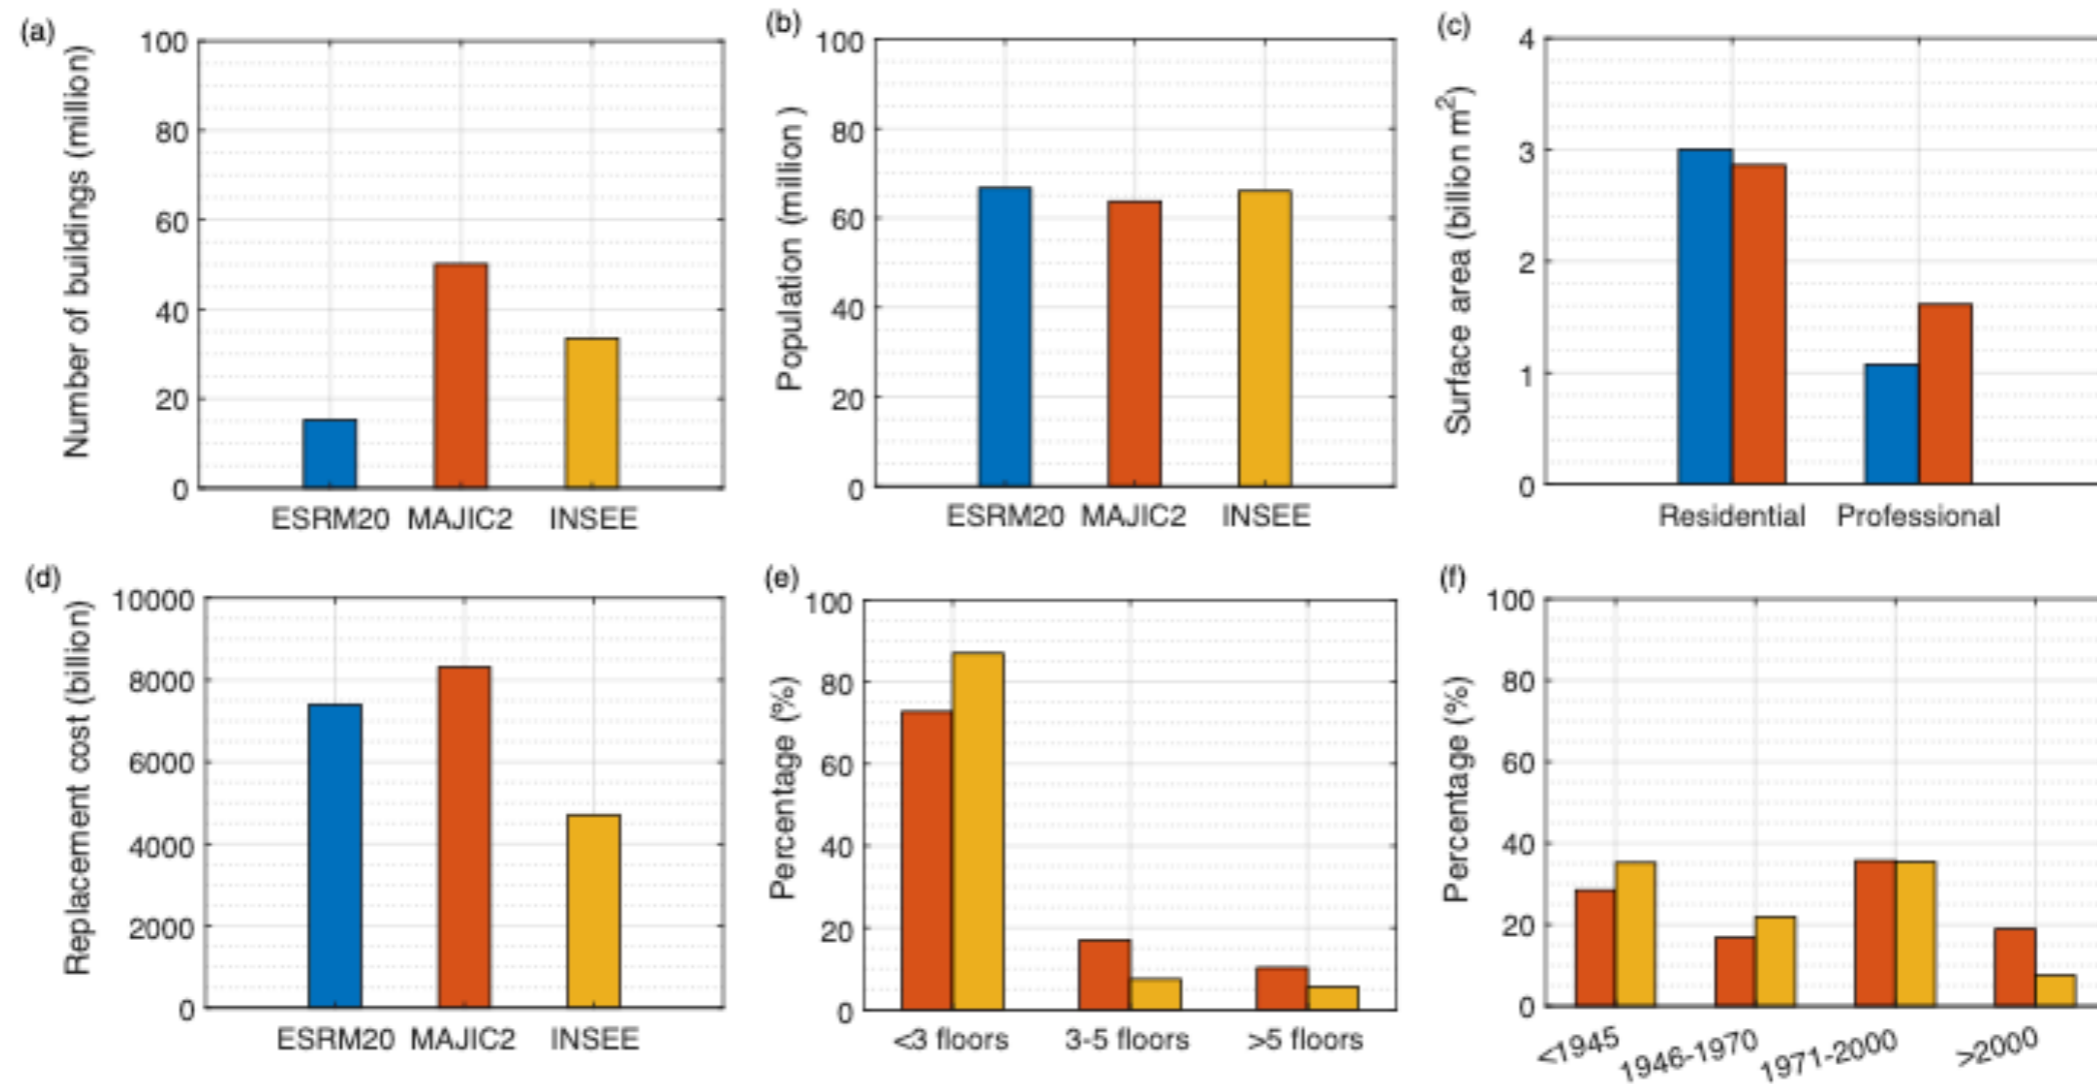 (a)
Number of buildings (million)
100
80
60
40
20
0
ESRM20 MAJIC2 INSEE
(b)
Population (million )
100
80
60
40
20
0
ESRM20 MAJIC2 INSEE
(c)
Surface area (billion m²)
4
3
2
1
0
Residential Professional
(d)
Replacement cost (billion)
10000
8000
6000
4000
2000
0
ESRM20 MAJIC2 INSEE
(e)
Percentage (%)
100
80
60
40
20
0
<3 floors 3-5 floors >5 floors
(f)
Percentage (%)
100
80
60
40
20
0
<1945 1946-1970 1971-2000 >2000